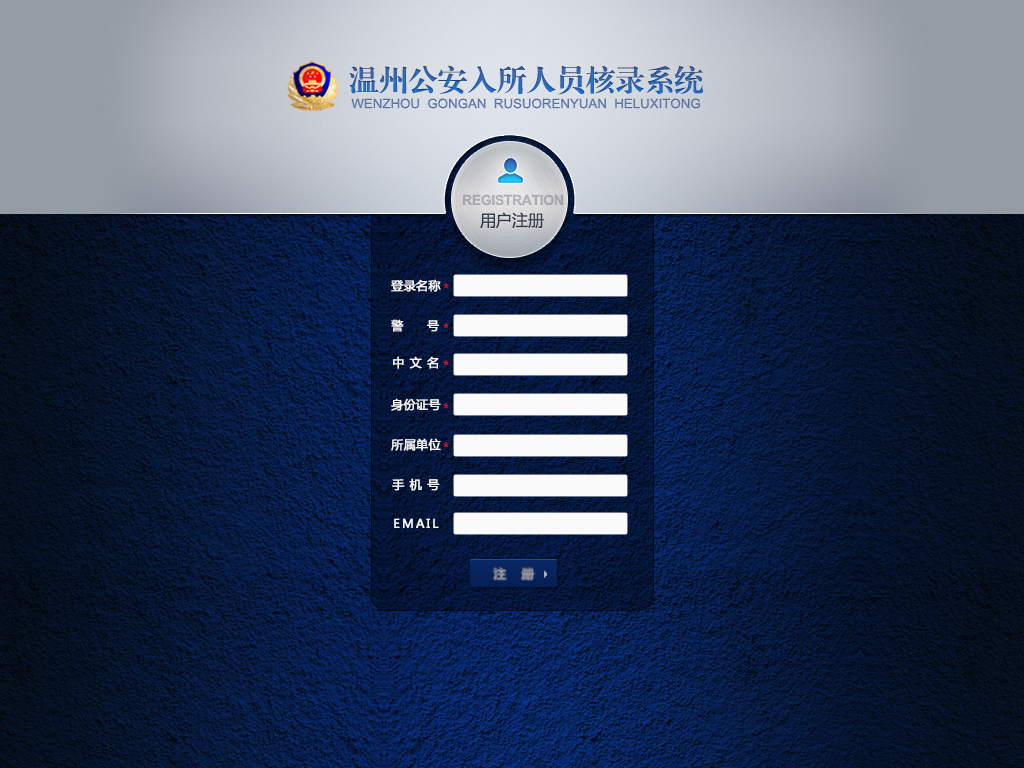 温州公安入所人员核录系统
WENZHOU GONGAN RUSUORENYUAN HELUXITONG
REGISTRATION
用户注册
登录名称 *
警 号 *
中 文 名 *
身份证号 *
所属单位 *
手 机 号
EMAIL
注 册